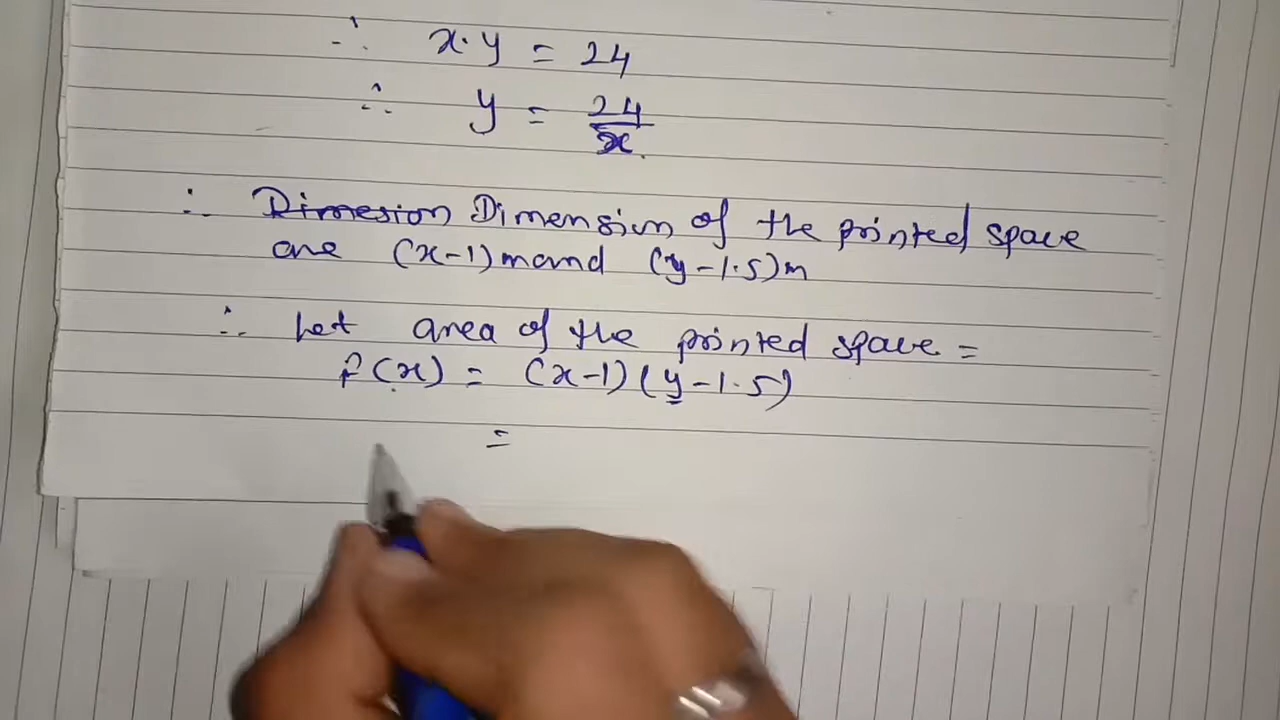 ∴ x·y = 24
∴ y = 24/x
∴ Dimesion Dimension of the printed space
are (x-1)m and (y-1.5)m
∴ Let area of the printed space =
f(x) = (x-1)(y-1.5)
=